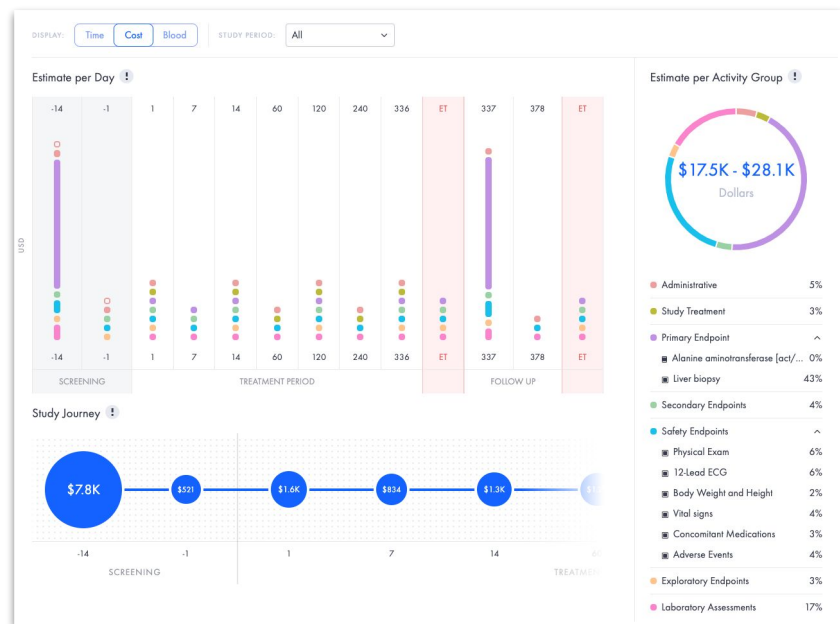 DISPLAY: Time Cost Blood STUDY PERIOD: All
Estimate per Day !
-14 -1 1 7 14 60 120 240 336 ET 337 378 ET
USD
-14 -1 1 7 14 60 120 240 336 ET 337 378 ET
SCREENING TREATMENT PERIOD FOLLOW UP
Study Journey !
$7.8K $521 $1.6K $834 $1.3K
-14 -1 1 7 14
SCREENING TREATMEN
Estimate per Activity Group !
$17.5K - $28.1K
Dollars
Administrative 5%
Study Treatment 3%
Primary Endpoint
Alanine aminotransferase [act/... 0%
Liver biopsy 43%
Secondary Endpoints 4%
Safety Endpoints
Physical Exam 6%
12-Lead ECG 6%
Body Weight and Height 2%
Vital signs 4%
Concomitant Medications 3%
Adverse Events 4%
Exploratory Endpoints 3%
Laboratory Assessments 17%